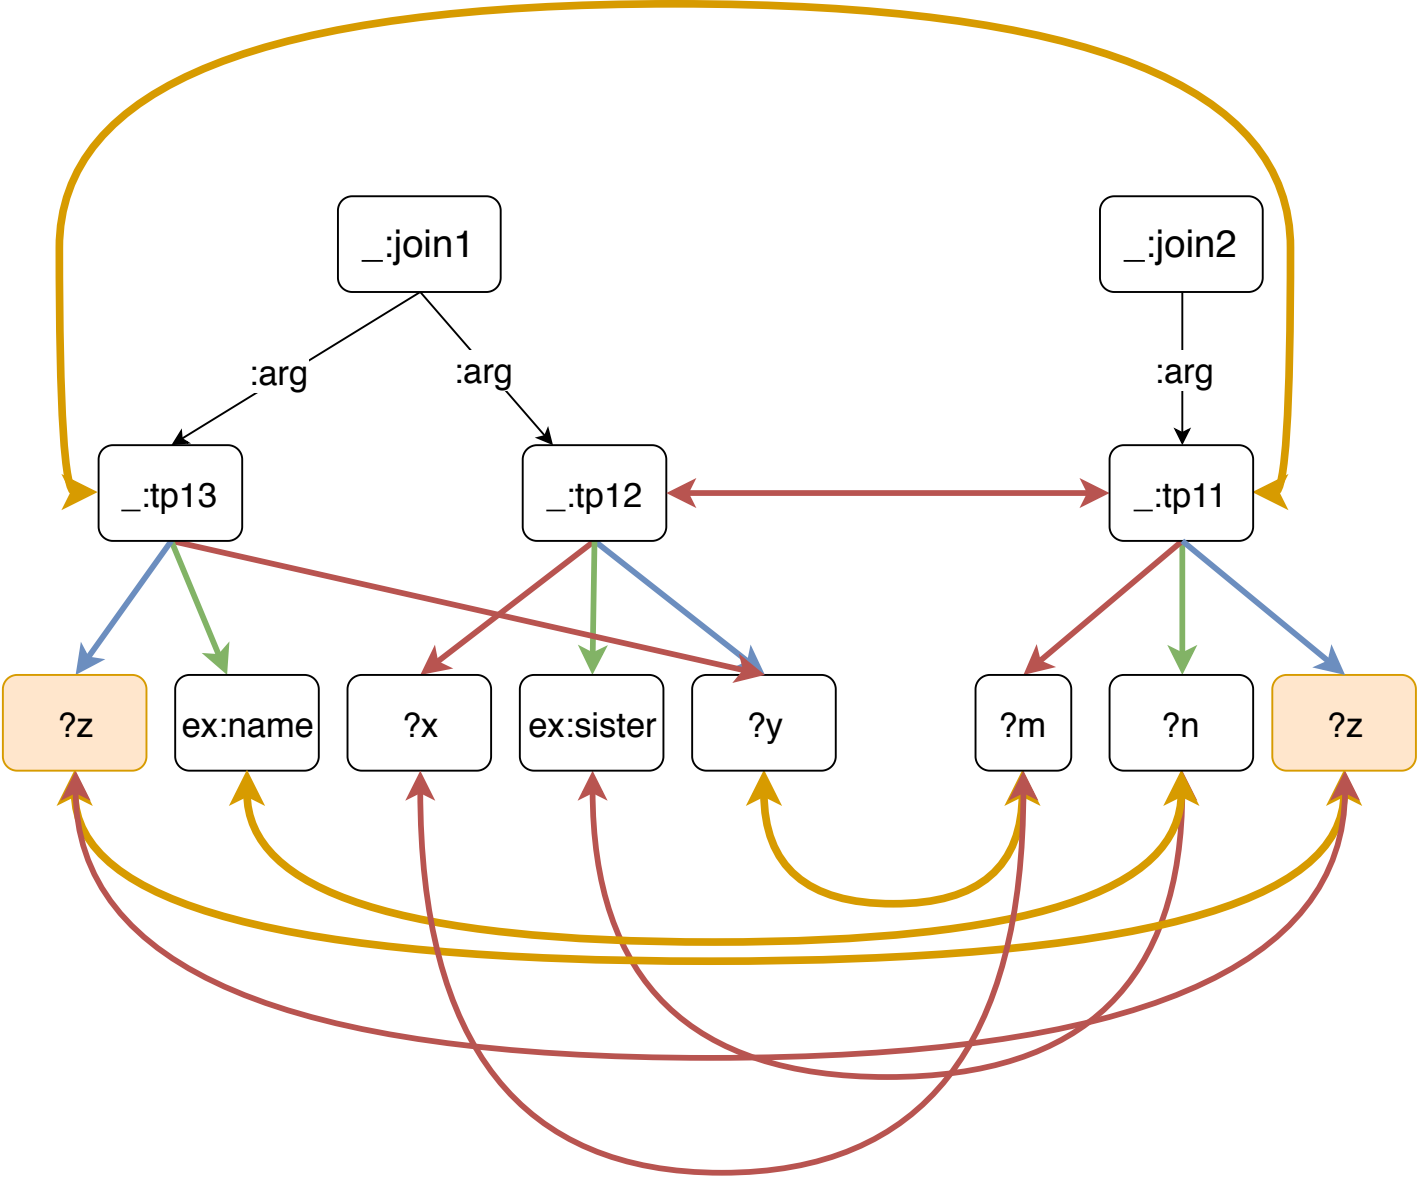 _:join1
_:join2
:arg
:arg
:arg
_:tp13
_:tp12
_:tp11
?z
ex:name
?x
ex:sister
?y
?m
?n
?z